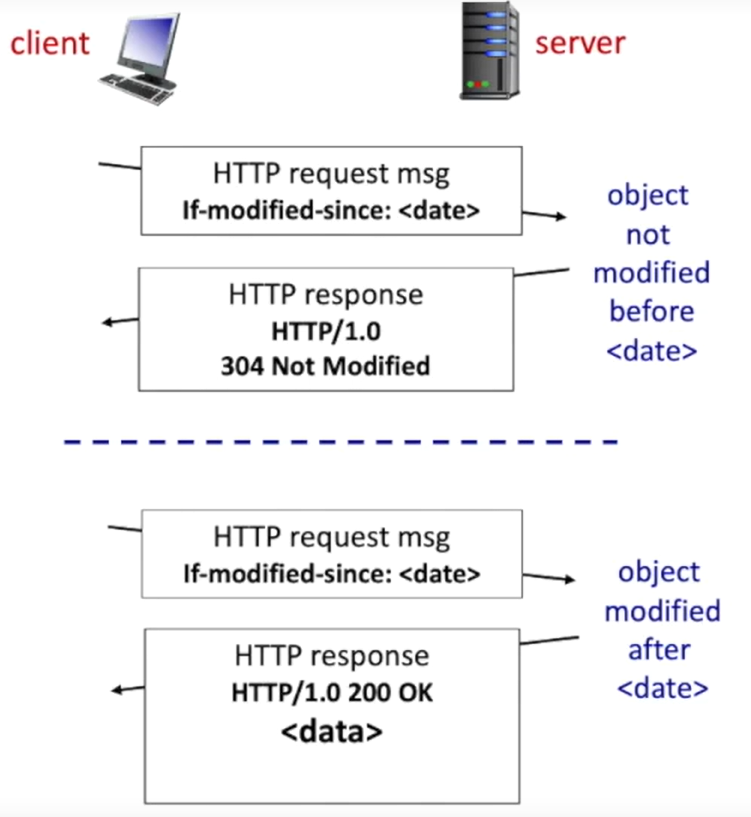 client
server
HTTP request msg
If-modified-since: <date>
object
not
modified
before
<date>
HTTP response
HTTP/1.0
304 Not Modified
HTTP request msg
If-modified-since: <date>
object
modified
after
<date>
HTTP response
HTTP/1.0 200 OK
<data>